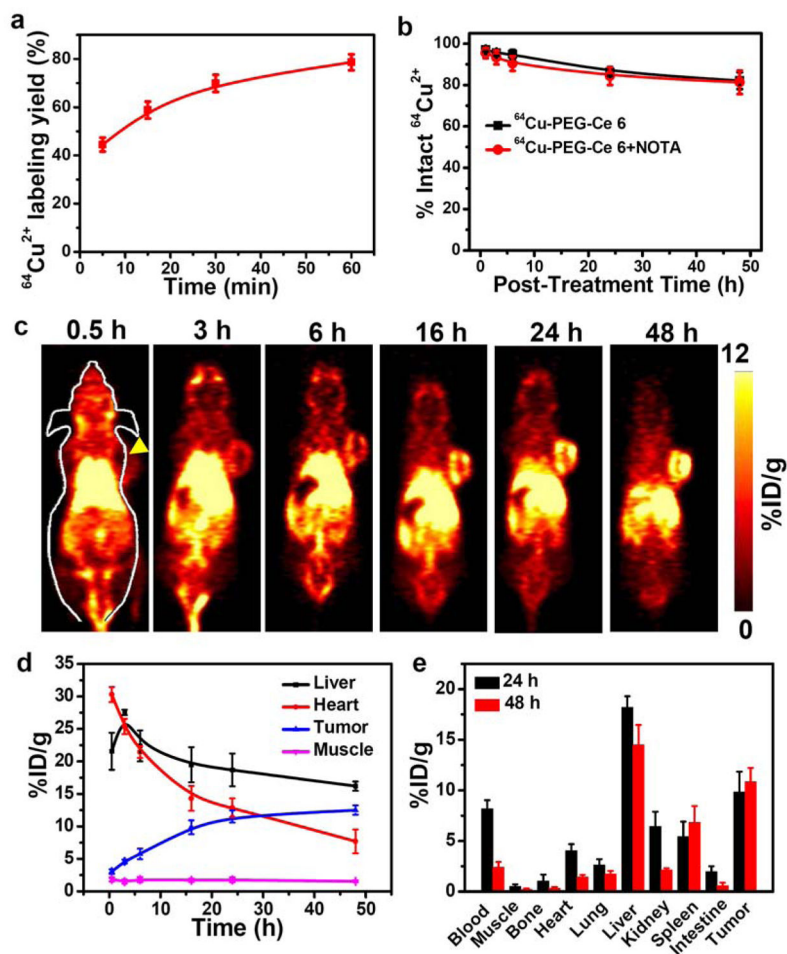 a
⁶⁴Cu²⁺ labeling yield (%)
80
60
40
20
0
0 10 20 30 40 50 60
Time (min)
b
% Intact ⁶⁴Cu²⁺
100
80
60
40
20
0
⁶⁴Cu-PEG-Ce 6
⁶⁴Cu-PEG-Ce 6+NOTA
0 10 20 30 40 50
Post-Treatment Time (h)
c
0.5 h 3 h 6 h 16 h 24 h 48 h
12
%ID/g
0
d
%ID/g
35
30
25
20
15
10
5
0
Liver
Heart
Tumor
Muscle
0 10 20 30 40 50
Time (h)
e
%ID/g
20
15
10
5
0
24 h
48 h
Blood
Muscle
Bone
Heart
Lung
Liver
Kidney
Spleen
Intestine
Tumor